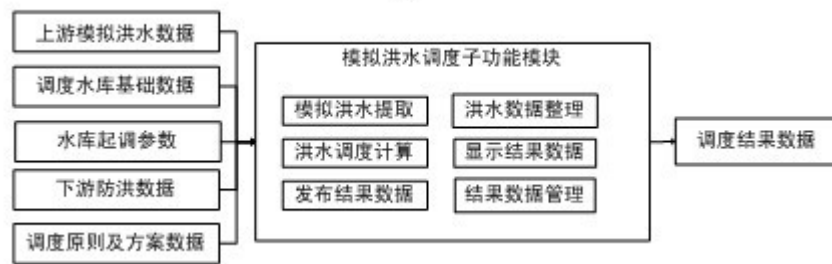 上游模拟洪水数据
调度水库基础数据
水库起调参数
下游防洪数据
调度原则及方案数据
模拟洪水调度子功能模块
模拟洪水提取
洪水数据整理
洪水调度计算
显示结果数据
发布结果数据
结果数据管理
调度结果数据